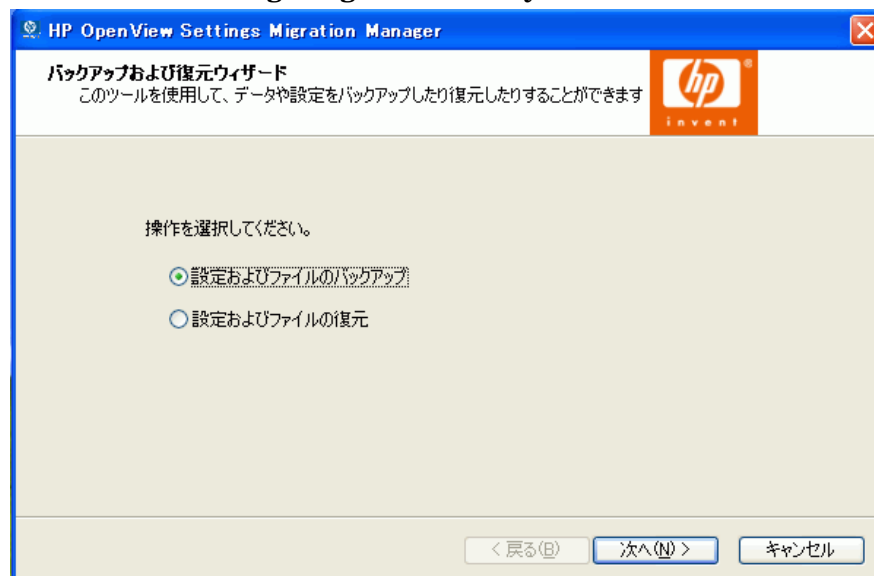 HP OpenView Settings Migration Manager
バックアップおよび復元ウィザード
このツールを使用して、データや設定をバックアップしたり復元したりすることができます
hp
®
invent
操作を選択してください。
設定およびファイルのバックアップ
設定およびファイルの復元
< 戻る(B)
次へ(N) >
キャンセル